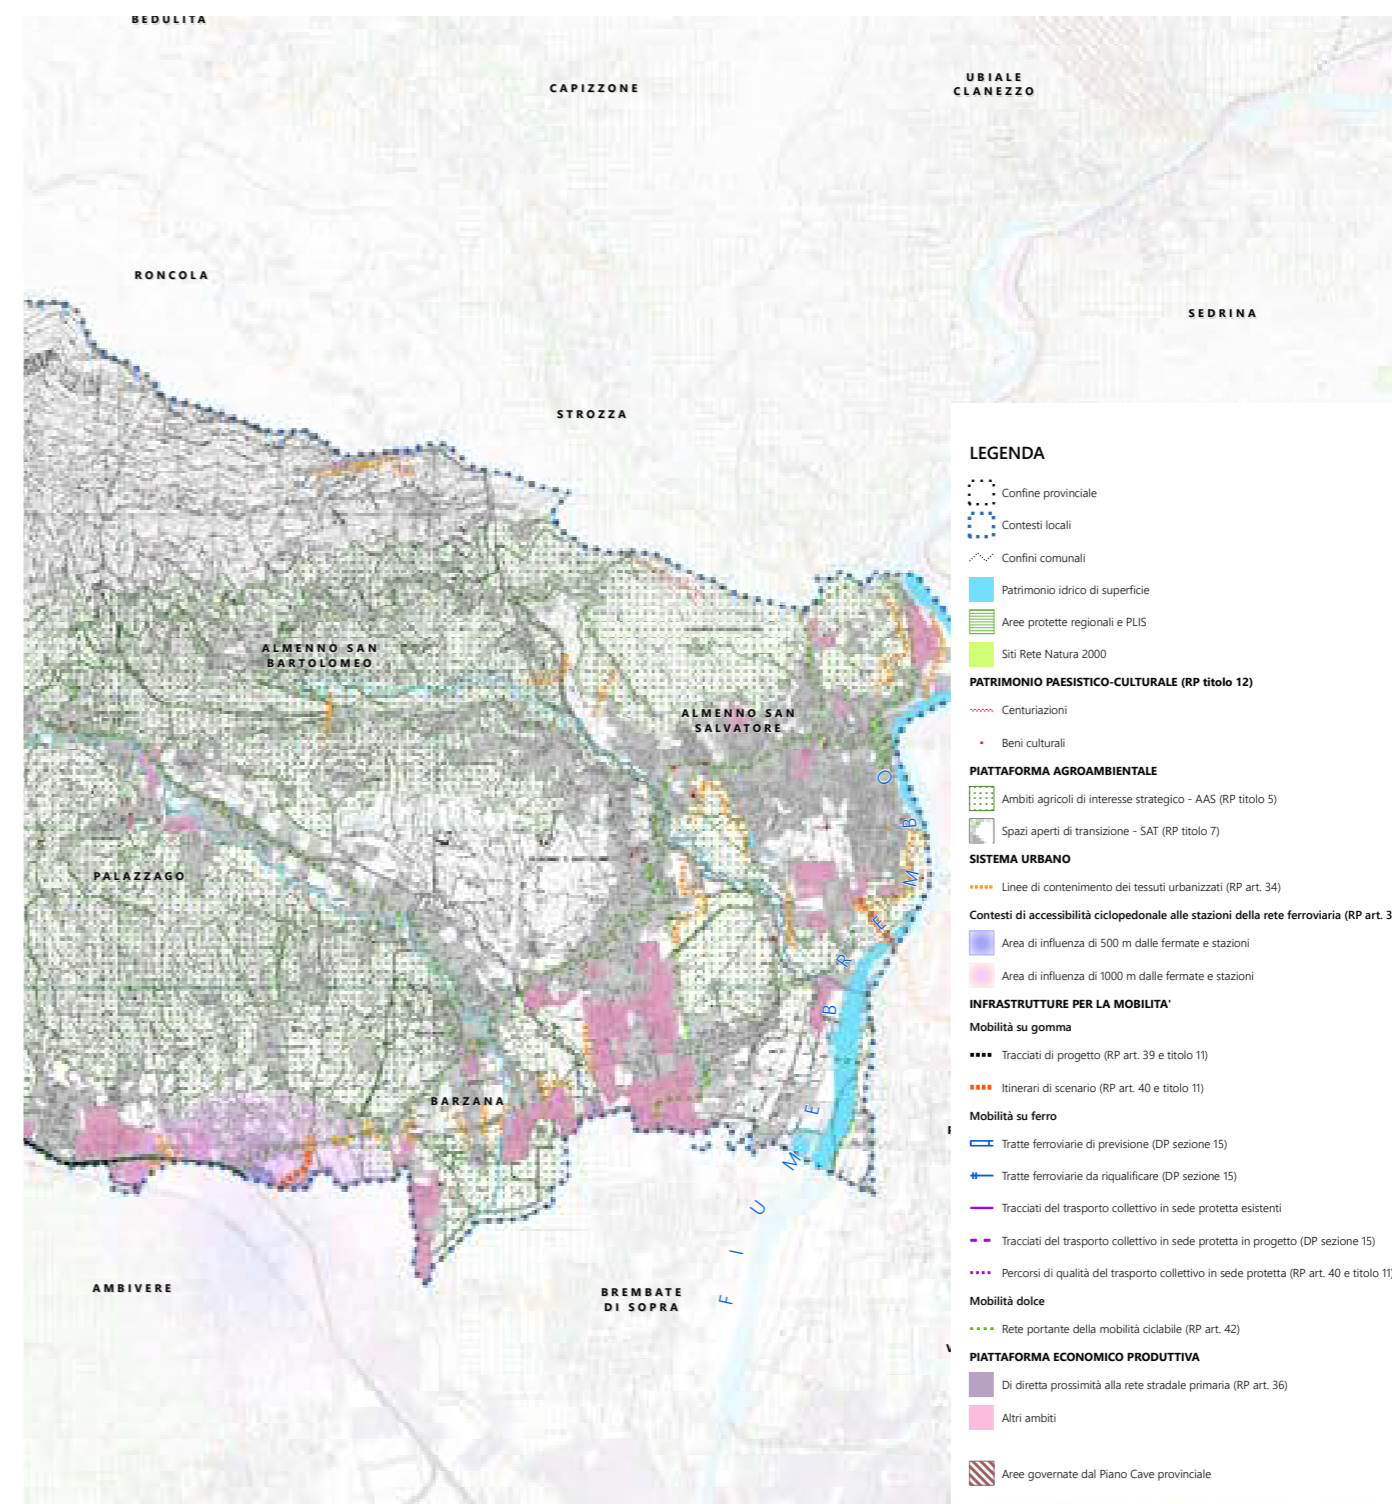 BEDULITA
CAPIZZONE
UBIALE
CLANEZZO
RONCOLA
SEDRINA
STROZZA
ALMENNO SAN
BARTOLOMEO
ALMENNO SAN
SALVATORE
PALAZZAGO
BARZANA
AMBIVERE
BREMBATE
DI SOPRA
FIUME BREMBO
LEGENDA
Confine provinciale
Contesti locali
Confini comunali
Patrimonio idrico di superficie
Aree protette regionali e PLIS
Siti Rete Natura 2000
PATRIMONIO PAESISTICO-CULTURALE (RP titolo 12)
Centuriazioni
Beni culturali
PIATTAFORMA AGROAMBIENTALE
Ambiti agricoli di interesse strategico - AAS (RP titolo 5)
Spazi aperti di transizione - SAT (RP titolo 7)
SISTEMA URBANO
Linee di contenimento dei tessuti urbanizzati (RP art. 34)
Contesti di accessibilità ciclopedonale alle stazioni della rete ferroviaria (RP art. 3
Area di influenza di 500 m dalle fermate e stazioni
Area di influenza di 1000 m dalle fermate e stazioni
INFRASTRUTTURE PER LA MOBILITA'
Mobilità su gomma
Tracciati di progetto (RP art. 39 e titolo 11)
Itinerari di scenario (RP art. 40 e titolo 11)
Mobilità su ferro
Tratte ferroviarie di previsione (DP sezione 15)
Tratte ferroviarie da riqualificare (DP sezione 15)
Tracciati del trasporto collettivo in sede protetta esistenti
Tracciati del trasporto collettivo in sede protetta in progetto (DP sezione 15)
Percorsi di qualità del trasporto collettivo in sede protetta (RP art. 40 e titolo 11)
Mobilità dolce
Rete portante della mobilità ciclabile (RP art. 42)
PIATTAFORMA ECONOMICO PRODUTTIVA
Di diretta prossimità alla rete stradale primaria (RP art. 36)
Altri ambiti
Aree governate dal Piano Cave provinciale